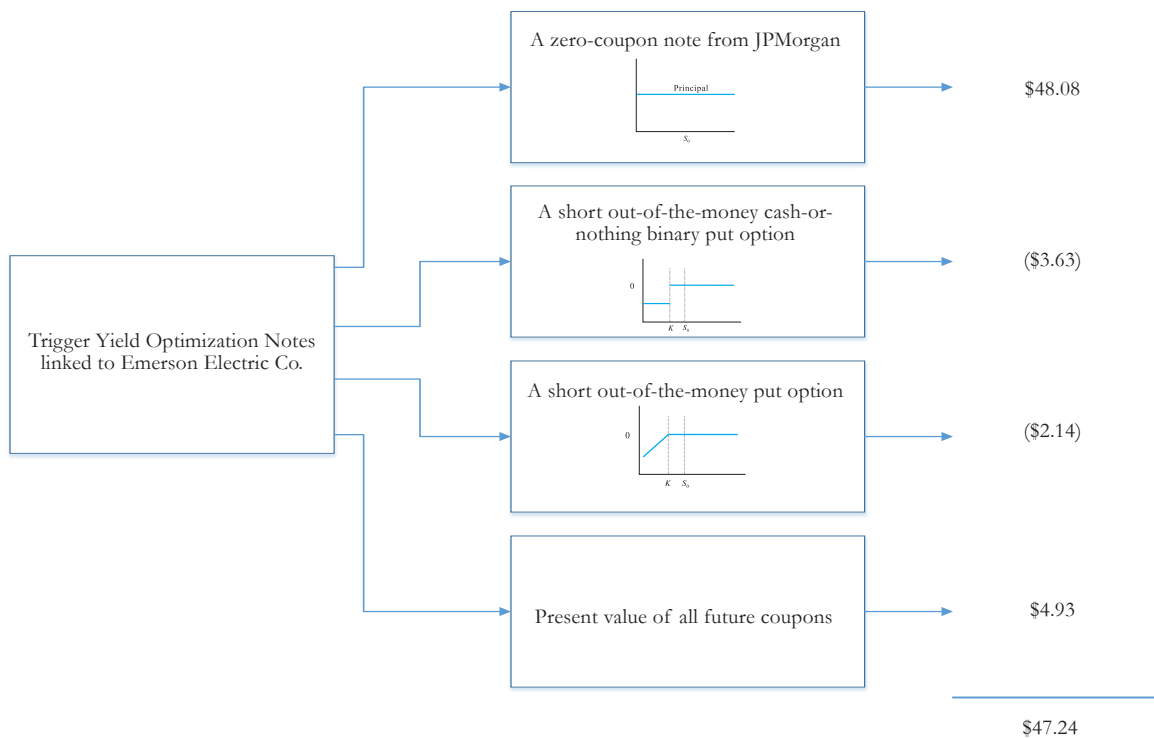 A zero-coupon note from JPMorgan
Principal
S₀
$48.08
A short out-of-the-money cash-or-
nothing binary put option
0
K
S₀
($3.63)
Trigger Yield Optimization Notes
linked to Emerson Electric Co.
A short out-of-the-money put option
0
K
S₀
($2.14)
Present value of all future coupons
$4.93
$47.24